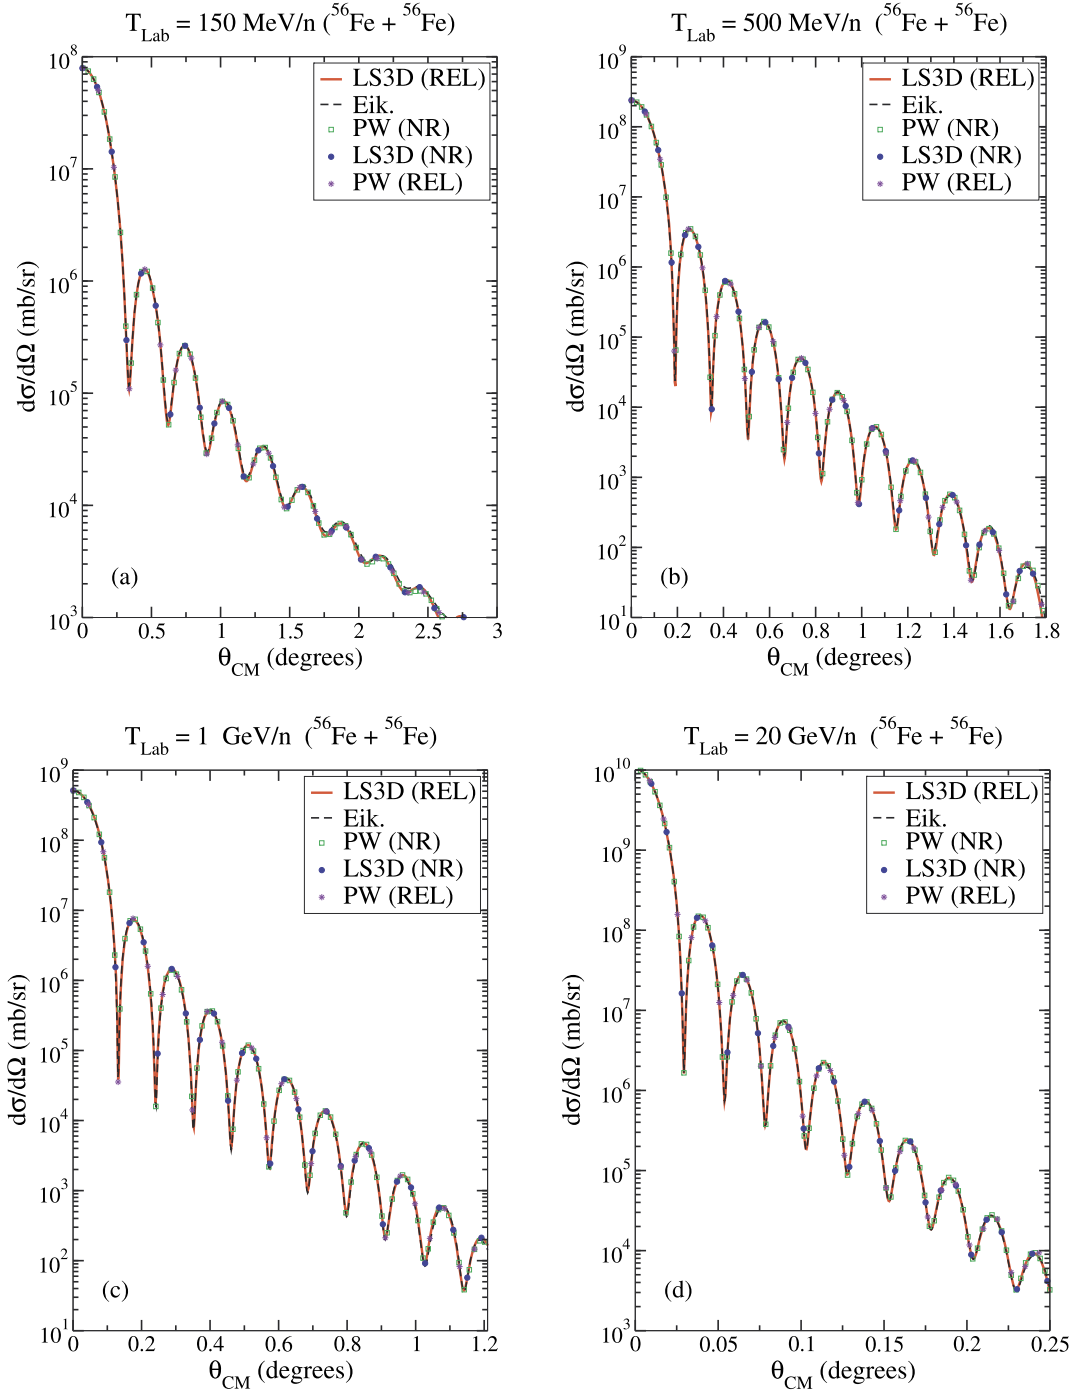 T_Lab = 150 MeV/n (^56Fe + ^56Fe)
10^8
10^7
10^6
10^5
10^4
10^3
dσ/dΩ (mb/sr)
LS3D (REL)
Eik.
PW (NR)
LS3D (NR)
PW (REL)
(a)
0 0.5 1 1.5 2 2.5 3
θ_CM (degrees)
T_Lab = 500 MeV/n (^56Fe + ^56Fe)
10^9
10^8
10^7
10^6
10^5
10^4
10^3
10^2
10^1
dσ/dΩ (mb/sr)
LS3D (REL)
Eik.
PW (NR)
LS3D (NR)
PW (REL)
(b)
0 0.2 0.4 0.6 0.8 1 1.2 1.4 1.6 1.8
θ_CM (degrees)
T_Lab = 1 GeV/n (^56Fe + ^56Fe)
10^9
10^8
10^7
10^6
10^5
10^4
10^3
10^2
10^1
dσ/dΩ (mb/sr)
LS3D (REL)
Eik.
PW (NR)
LS3D (NR)
PW (REL)
(c)
0 0.2 0.4 0.6 0.8 1 1.2
θ_CM (degrees)
T_Lab = 20 GeV/n (^56Fe + ^56Fe)
10^10
10^9
10^8
10^7
10^6
10^5
10^4
10^3
dσ/dΩ (mb/sr)
LS3D (REL)
Eik.
PW (NR)
LS3D (NR)
PW (REL)
(d)
0 0.05 0.1 0.15 0.2 0.25
θ_CM (degrees)